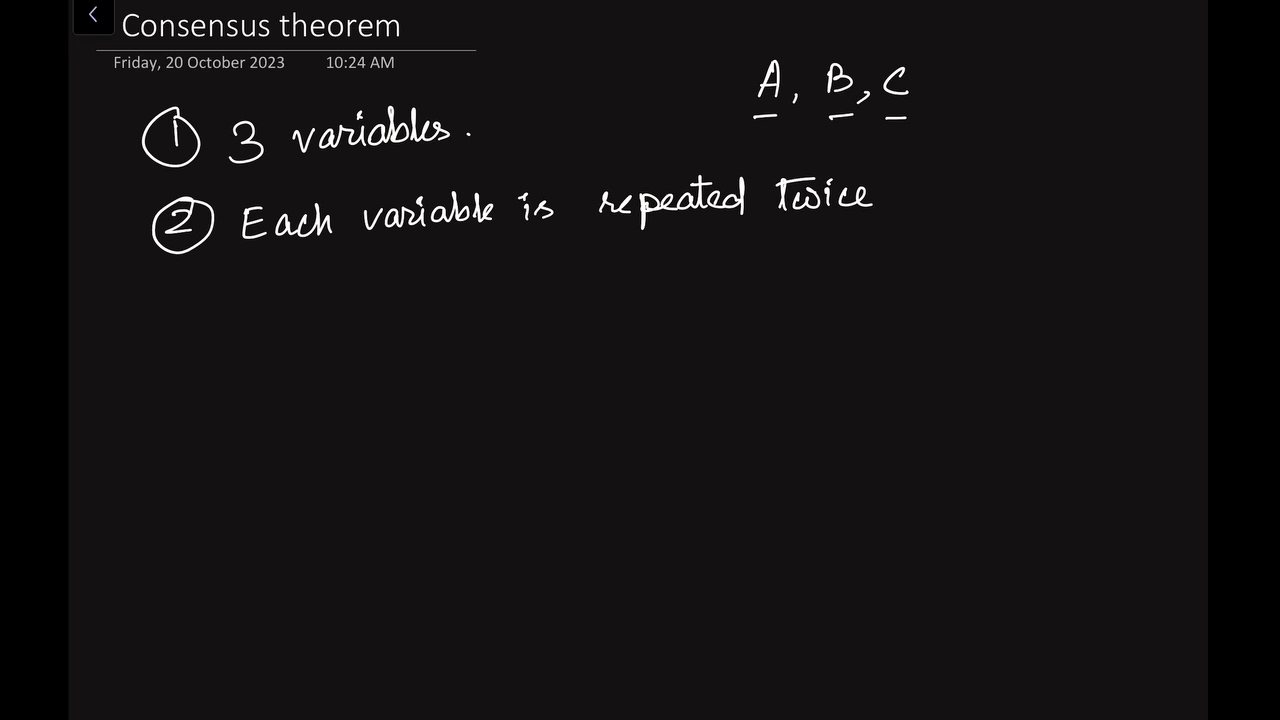 Consensus theorem
Friday, 20 October 2023 10:24 AM
A, B, C
① 3 variables.
② Each variable is repeated twice